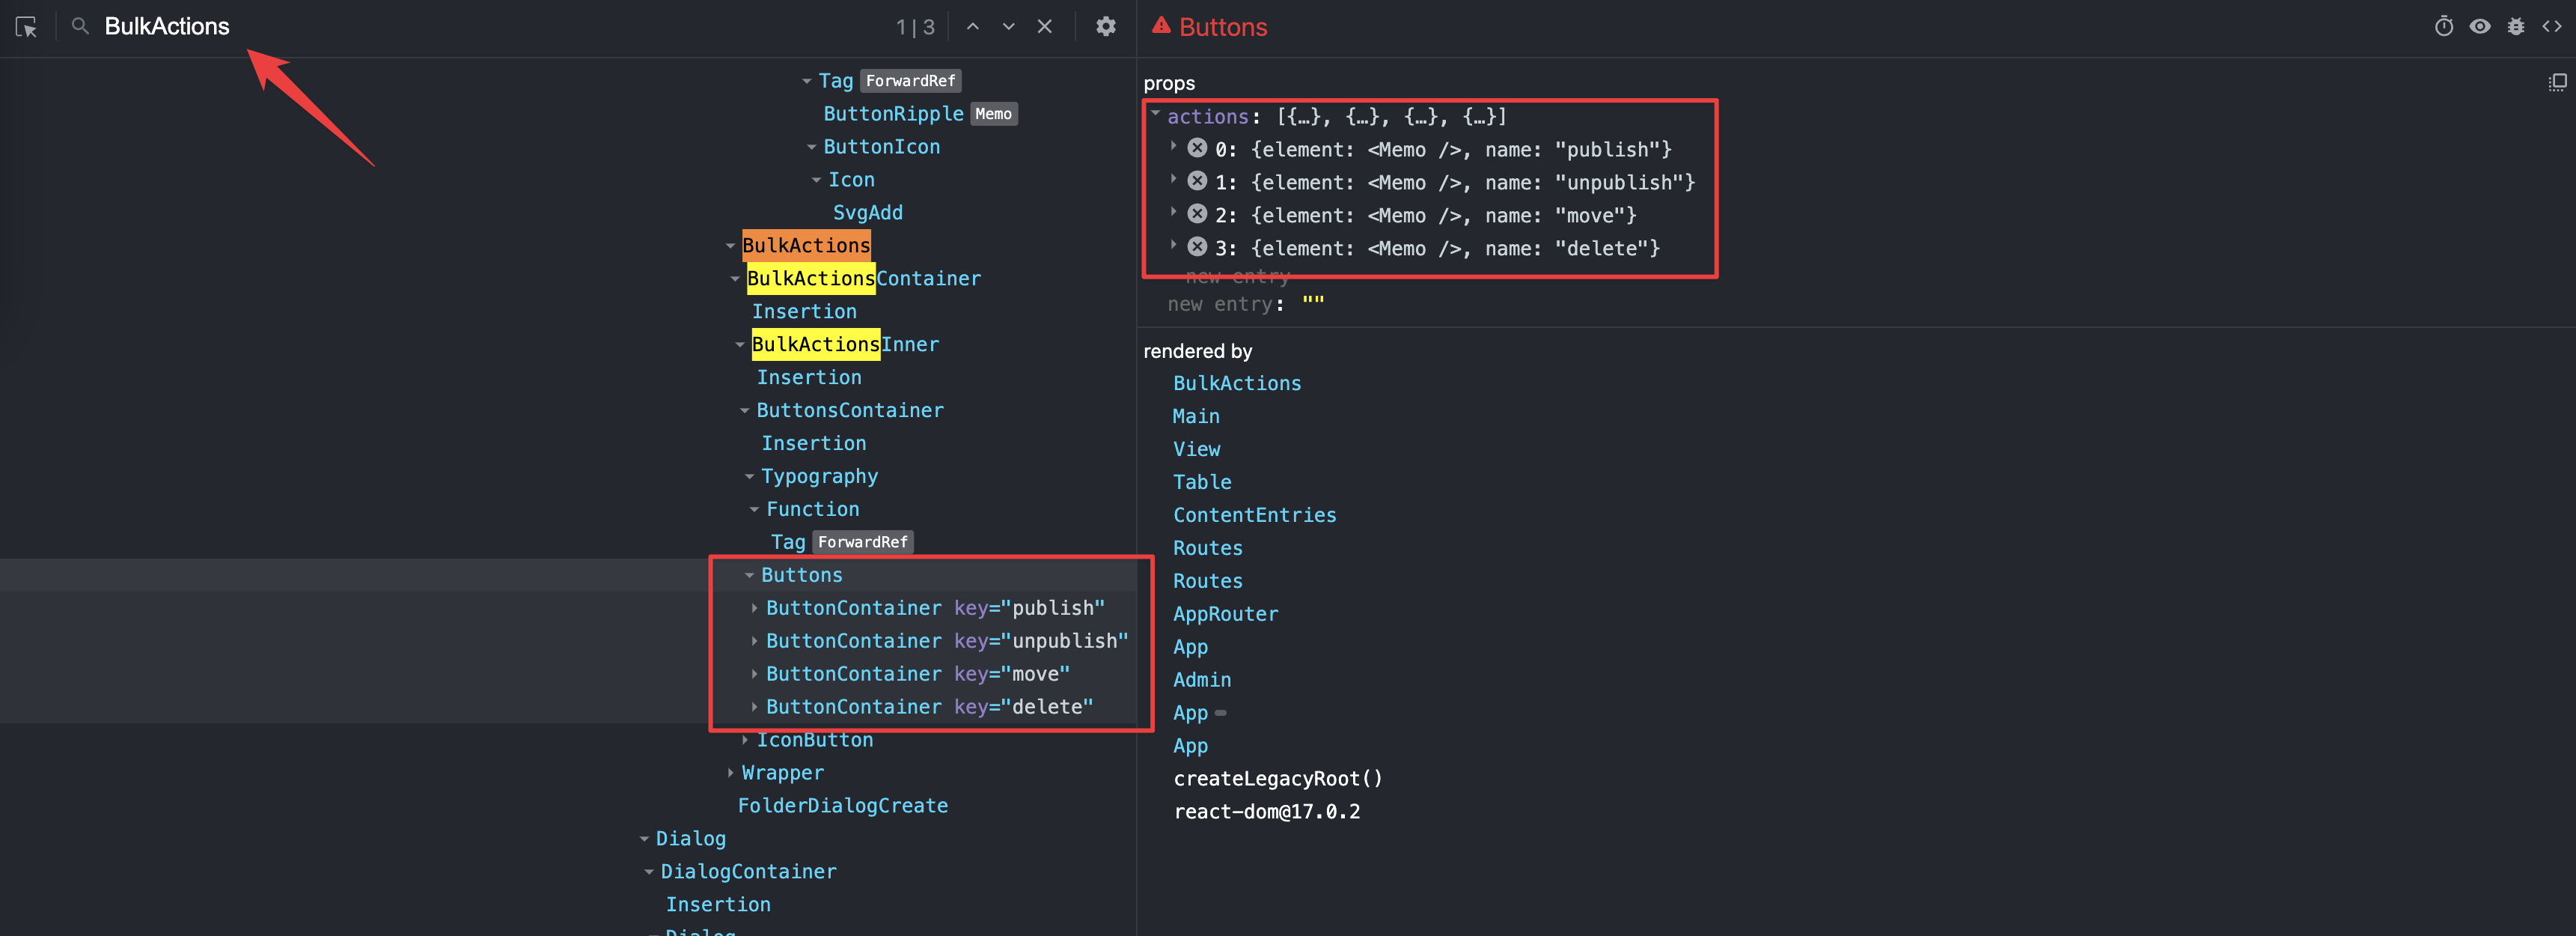 BulkActions
1 | 3
Tag ForwardRef
ButtonRipple Memo
ButtonIcon
Icon
SvgAdd
BulkActions
BulkActionsContainer
Insertion
BulkActionsInner
Insertion
ButtonsContainer
Insertion
Typography
Function
Tag ForwardRef
Buttons
ButtonContainer key="publish"
ButtonContainer key="unpublish"
ButtonContainer key="move"
ButtonContainer key="delete"
IconButton
Wrapper
FolderDialogCreate
Dialog
DialogContainer
Insertion
Dialog
Buttons
props
actions: [{…}, {…}, {…}, {…}]
0: {element: <Memo />, name: "publish"}
1: {element: <Memo />, name: "unpublish"}
2: {element: <Memo />, name: "move"}
3: {element: <Memo />, name: "delete"}
new entry
new entry: ""
rendered by
BulkActions
Main
View
Table
ContentEntries
Routes
Routes
AppRouter
App
Admin
App
App
createLegacyRoot()
react-dom@17.0.2